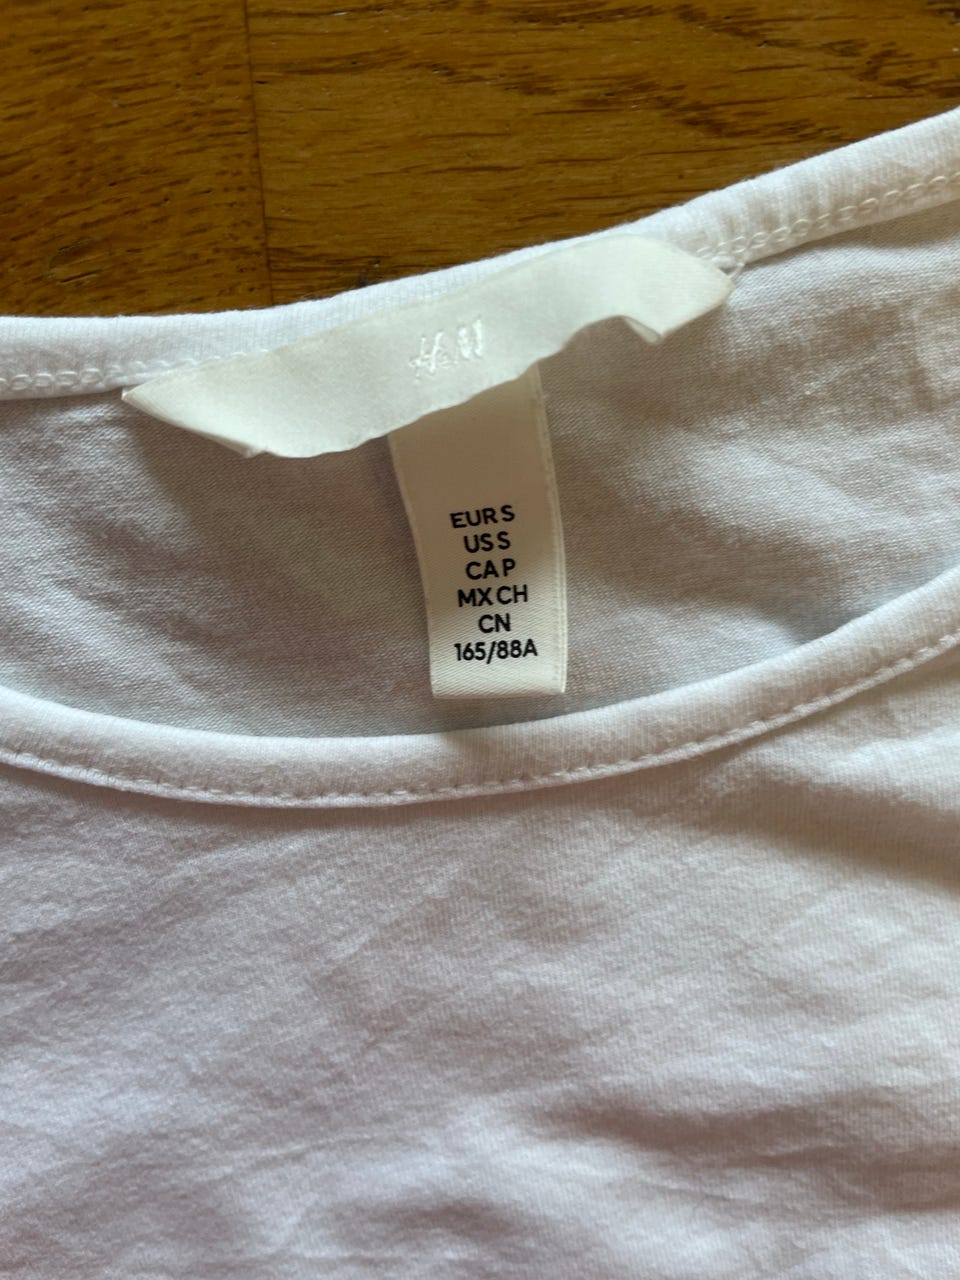 H&M
EUR S
US S
CA P
MX CH
CN
165/88A